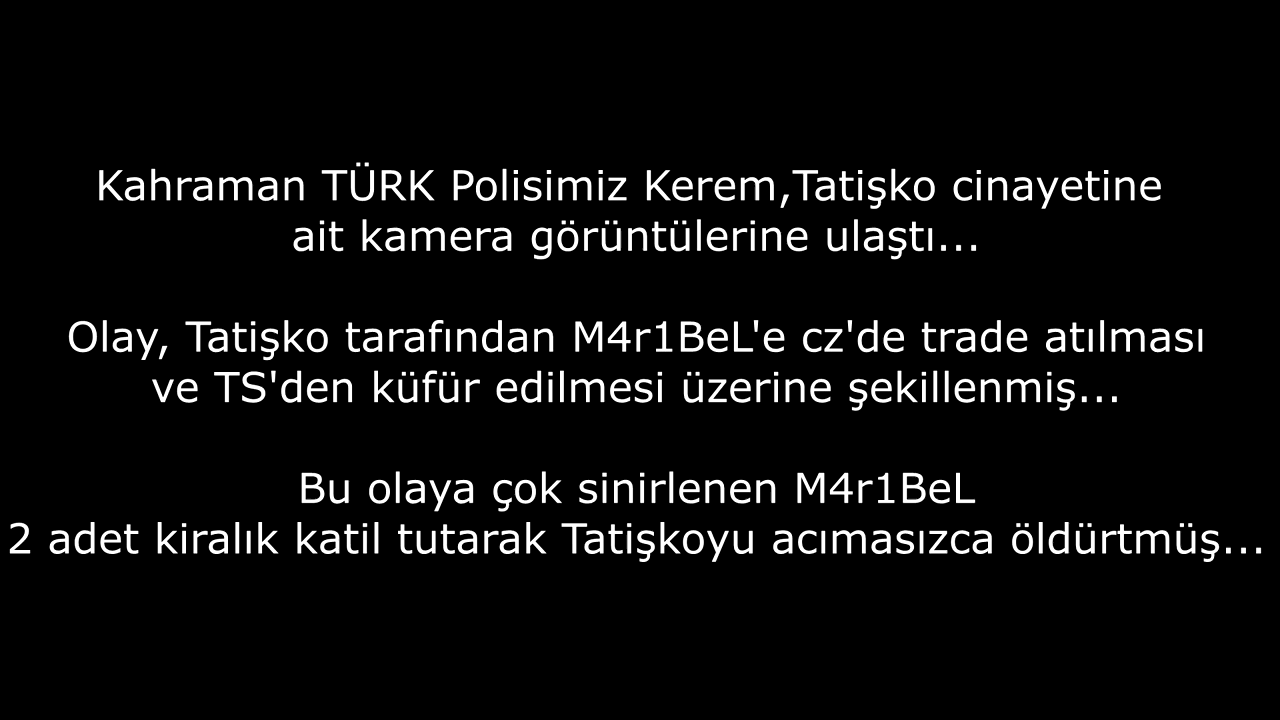 Kahraman TÜRK Polisimiz Kerem,Tatişko cinayetine
ait kamera görüntülerine ulaştı...
Olay, Tatişko tarafından M4r1BeL'e cz'de trade atılması
ve TS'den küfür edilmesi üzerine şekillenmiş...
Bu olaya çok sinirlenen M4r1BeL
2 adet kiralık katil tutarak Tatişkoyu acımasızca öldürtmüş...